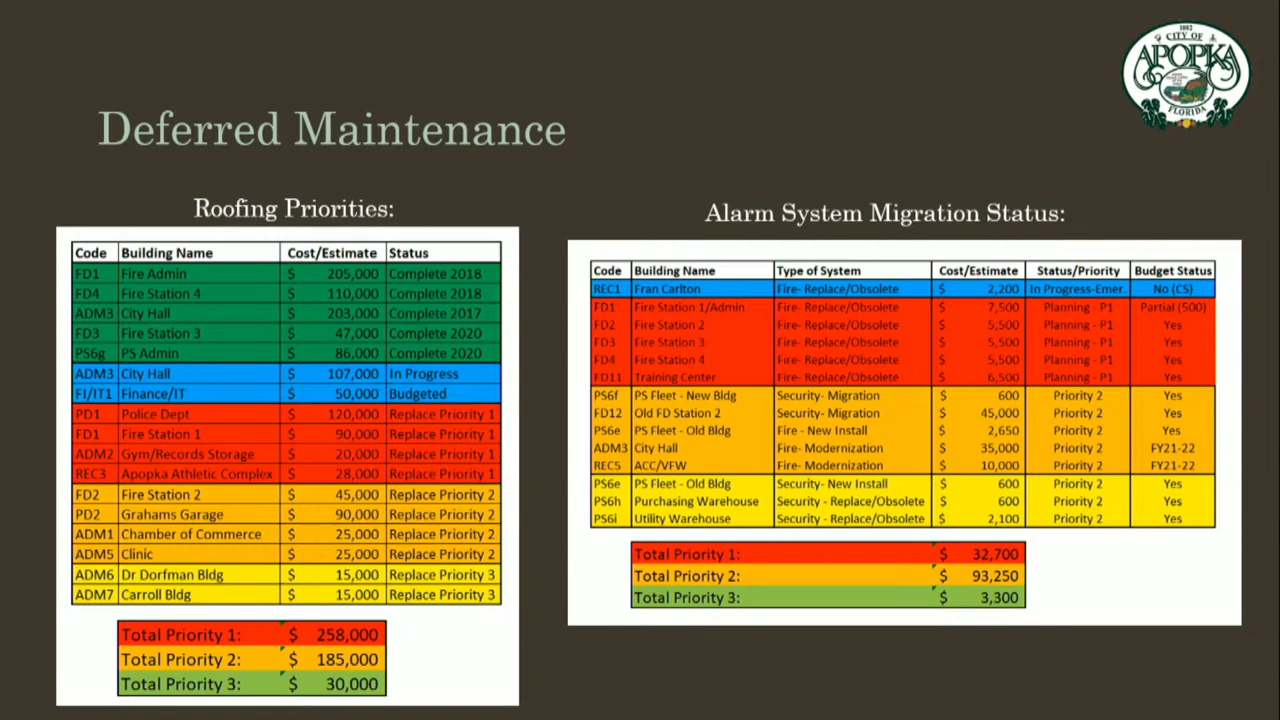 1882
CITY OF
APOPKA
FLORIDA
Deferred Maintenance
Roofing Priorities:
Code Building Name Cost/Estimate Status
FD1 Fire Admin $ 205,000 Complete 2018
FD4 Fire Station 4 $ 110,000 Complete 2018
ADM3 City Hall $ 203,000 Complete 2017
FD3 Fire Station 3 $ 47,000 Complete 2020
PS6g PS Admin $ 86,000 Complete 2020
ADM3 City Hall $ 107,000 In Progress
FI/IT1 Finance/IT $ 50,000 Budgeted
PD1 Police Dept $ 120,000 Replace Priority 1
FD1 Fire Station 1 $ 90,000 Replace Priority 1
ADM2 Gym/Records Storage $ 20,000 Replace Priority 1
REC3 Apopka Athletic Complex $ 28,000 Replace Priority 1
FD2 Fire Station 2 $ 45,000 Replace Priority 2
PD2 Grahams Garage $ 90,000 Replace Priority 2
ADM1 Chamber of Commerce $ 25,000 Replace Priority 2
ADM5 Clinic $ 25,000 Replace Priority 2
ADM6 Dr Dorfman Bldg $ 15,000 Replace Priority 3
ADM7 Carroll Bldg $ 15,000 Replace Priority 3
Total Priority 1: $ 258,000
Total Priority 2: $ 185,000
Total Priority 3: $ 30,000
Alarm System Migration Status:
Code Building Name Type of System Cost/Estimate Status/Priority Budget Status
REC1 Fran Carlton Fire- Replace/Obsolete $ 2,200 In Progress-Emer. No (CS)
FD1 Fire Station 1/Admin Fire- Replace/Obsolete $ 7,500 Planning - P1 Partial (500)
FD2 Fire Station 2 Fire- Replace/Obsolete $ 5,500 Planning - P1 Yes
FD3 Fire Station 3 Fire- Replace/Obsolete $ 5,500 Planning - P1 Yes
FD4 Fire Station 4 Fire- Replace/Obsolete $ 5,500 Planning - P1 Yes
FD11 Training Center Fire- Replace/Obsolete $ 6,500 Planning - P1 Yes
PS6f PS Fleet - New Bldg Security- Migration $ 600 Priority 2 Yes
FD12 Old FD Station 2 Security- Migration $ 45,000 Priority 2 Yes
PS6e PS Fleet - Old Bldg Fire - New Install $ 2,650 Priority 2 Yes
ADM3 City Hall Fire- Modernization $ 35,000 Priority 2 FY21-22
REC5 ACC/VFW Fire- Modernization $ 10,000 Priority 2 FY21-22
PS6e PS Fleet - Old Bldg Security- New Install $ 600 Priority 2 Yes
PS6h Purchasing Warehouse Security - Replace/Obsolete $ 600 Priority 2 Yes
PS6i Utility Warehouse Security - Replace/Obsolete $ 2,100 Priority 2 Yes
Total Priority 1: $ 32,700
Total Priority 2: $ 93,250
Total Priority 3: $ 3,300